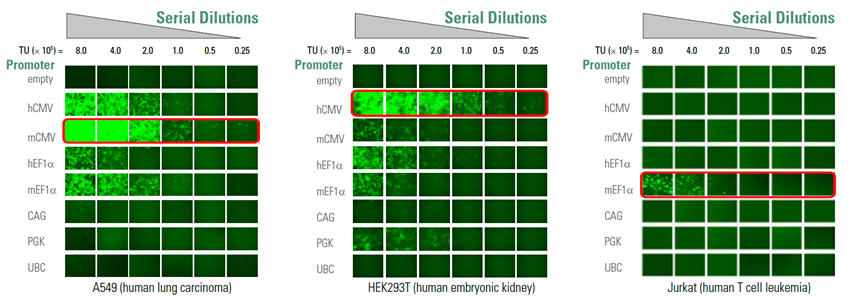 Serial Dilutions
TU (× 10⁵) = 8.0 4.0 2.0 1.0 0.5 0.25
Promoter
empty
hCMV
mCMV
hEF1α
mEF1α
CAG
PGK
UBC
A549 (human lung carcinoma)
Serial Dilutions
TU (× 10⁵) = 8.0 4.0 2.0 1.0 0.5 0.25
Promoter
empty
hCMV
mCMV
hEF1α
mEF1α
CAG
PGK
UBC
HEK293T (human embryonic kidney)
Serial Dilutions
TU (× 10⁵) = 8.0 4.0 2.0 1.0 0.5 0.25
Promoter
empty
hCMV
mCMV
hEF1α
mEF1α
CAG
PGK
UBC
Jurkat (human T cell leukemia)